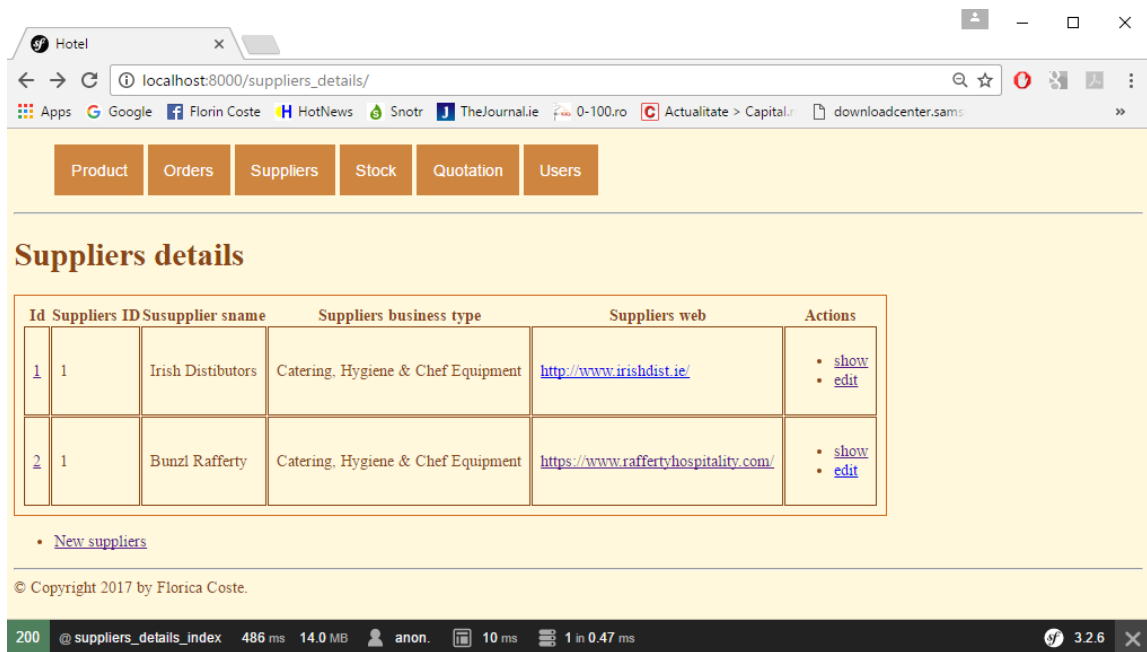 Hotel
localhost:8000/suppliers_details/
Apps Google Florin Coste HotNews Snotr TheJournal.ie 0-100.ro Actualitate > Capital.r downloadcenter.sams
Product Orders Suppliers Stock Quotation Users
Suppliers details
Id Suppliers ID Susupplier sname Suppliers business type Suppliers web Actions
1 1 Irish Distibutors Catering, Hygiene & Chef Equipment http://www.irishdist.ie/ • show
• edit
2 1 Bunzl Rafferty Catering, Hygiene & Chef Equipment https://www.raffertyhospitality.com/ • show
• edit
• New suppliers
© Copyright 2017 by Florica Coste.
200 @ suppliers_details_index 486 ms 14.0 MB anon. 10 ms 1 in 0.47 ms sf 3.2.6